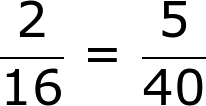 2/16 = 5/40